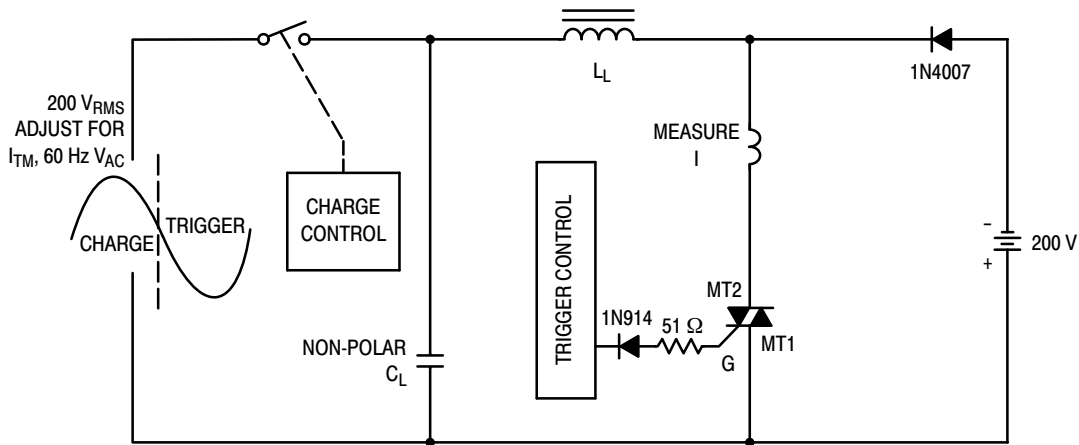 200 VRMS
ADJUST FOR
ITM, 60 Hz VAC
CHARGE
TRIGGER
CHARGE
CONTROL
NON-POLAR
CL
LL
MEASURE
I
TRIGGER CONTROL
1N914
51 Ω
MT2
MT1
G
1N4007
-
+
200 V